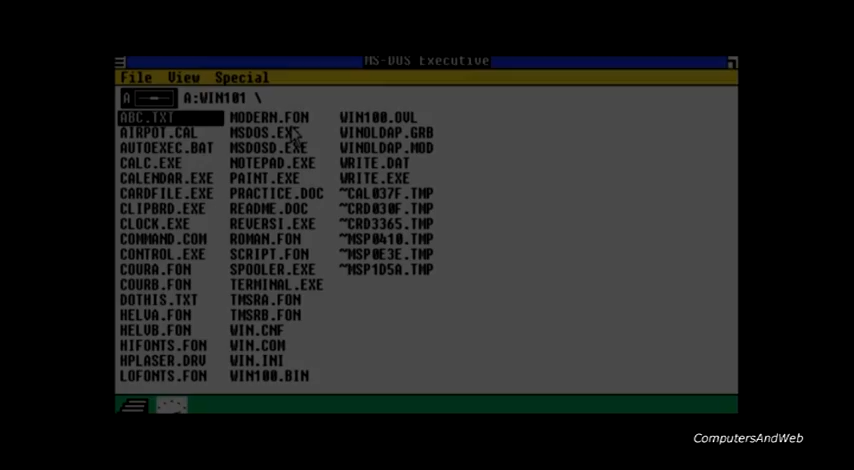 MS-DOS Executive
File View Special
A A:WIN101 \
ABC.TXT MODERN.FON WIN100.OVL
AIRPOT.CAL MSDOS.EXE WINOLDAP.GRB
AUTOEXEC.BAT MSDOSD.EXE WINOLDAP.MOD
CALC.EXE NOTEPAD.EXE WRITE.DAT
CALENDAR.EXE PAINT.EXE WRITE.EXE
CARDFILE.EXE PRACTICE.DOC ~CAL037F.TMP
CLIPBRD.EXE README.DOC ~CRD030F.TMP
CLOCK.EXE REVERSI.EXE ~CRD3365.TMP
COMMAND.COM ROMAN.FON ~MSP0410.TMP
CONTROL.EXE SCRIPT.FON ~MSP0E3E.TMP
COURA.FON SPOOLER.EXE ~MSP1D5A.TMP
COURB.FON TERMINAL.EXE
DOTHIS.TXT TMSRA.FON
HELVA.FON TMSRB.FON
HELVB.FON WIN.CNF
HIFONTS.FON WIN.COM
HPLASER.DRV WIN.INI
LOFONTS.FON WIN100.BIN
ComputersAndWeb